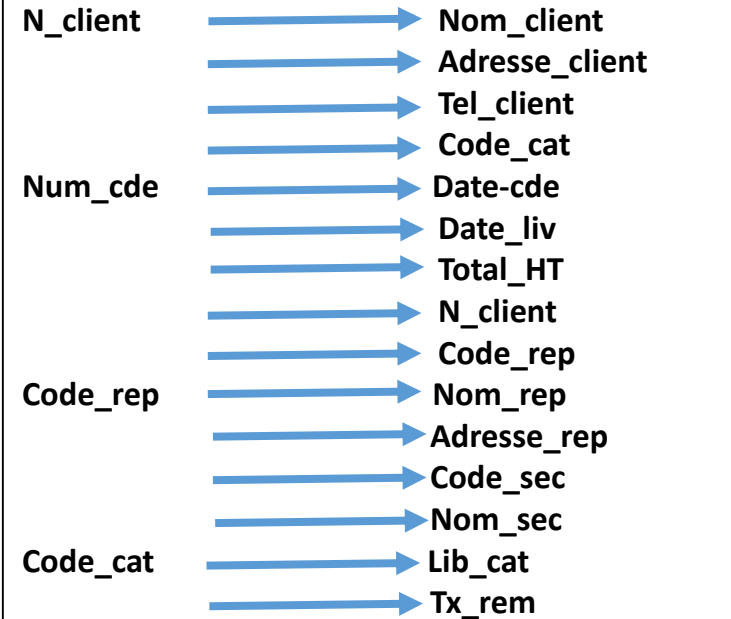 N_client Nom_client
Adresse_client
Tel_client
Code_cat
Num_cde Date-cde
Date_liv
Total_HT
N_client
Code_rep
Code_rep Nom_rep
Adresse_rep
Code_sec
Nom_sec
Code_cat Lib_cat
Tx_rem